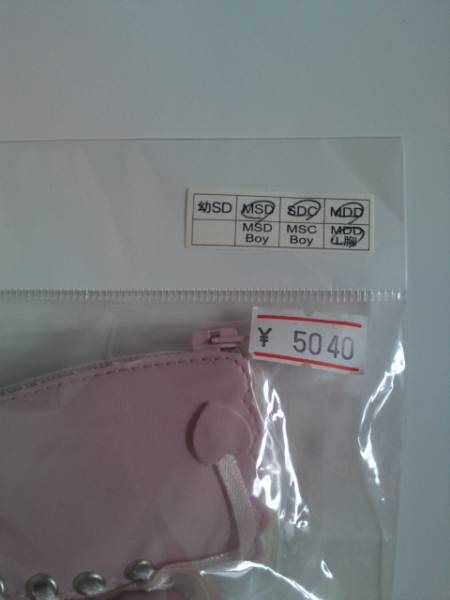 幼SD MSD SDC MDD
MSD Boy MSC Boy MDD L胸
¥ 5040